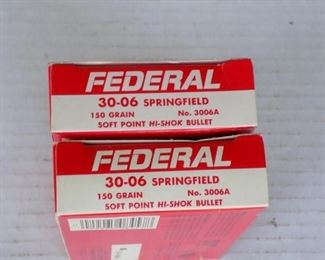 FEDERAL
30-06 SPRINGFIELD
150 GRAIN No. 3006A
SOFT POINT HI-SHOK BULLET
FEDERAL
30-06 SPRINGFIELD
150 GRAIN No. 3006A
SOFT POINT HI-SHOK BULLET